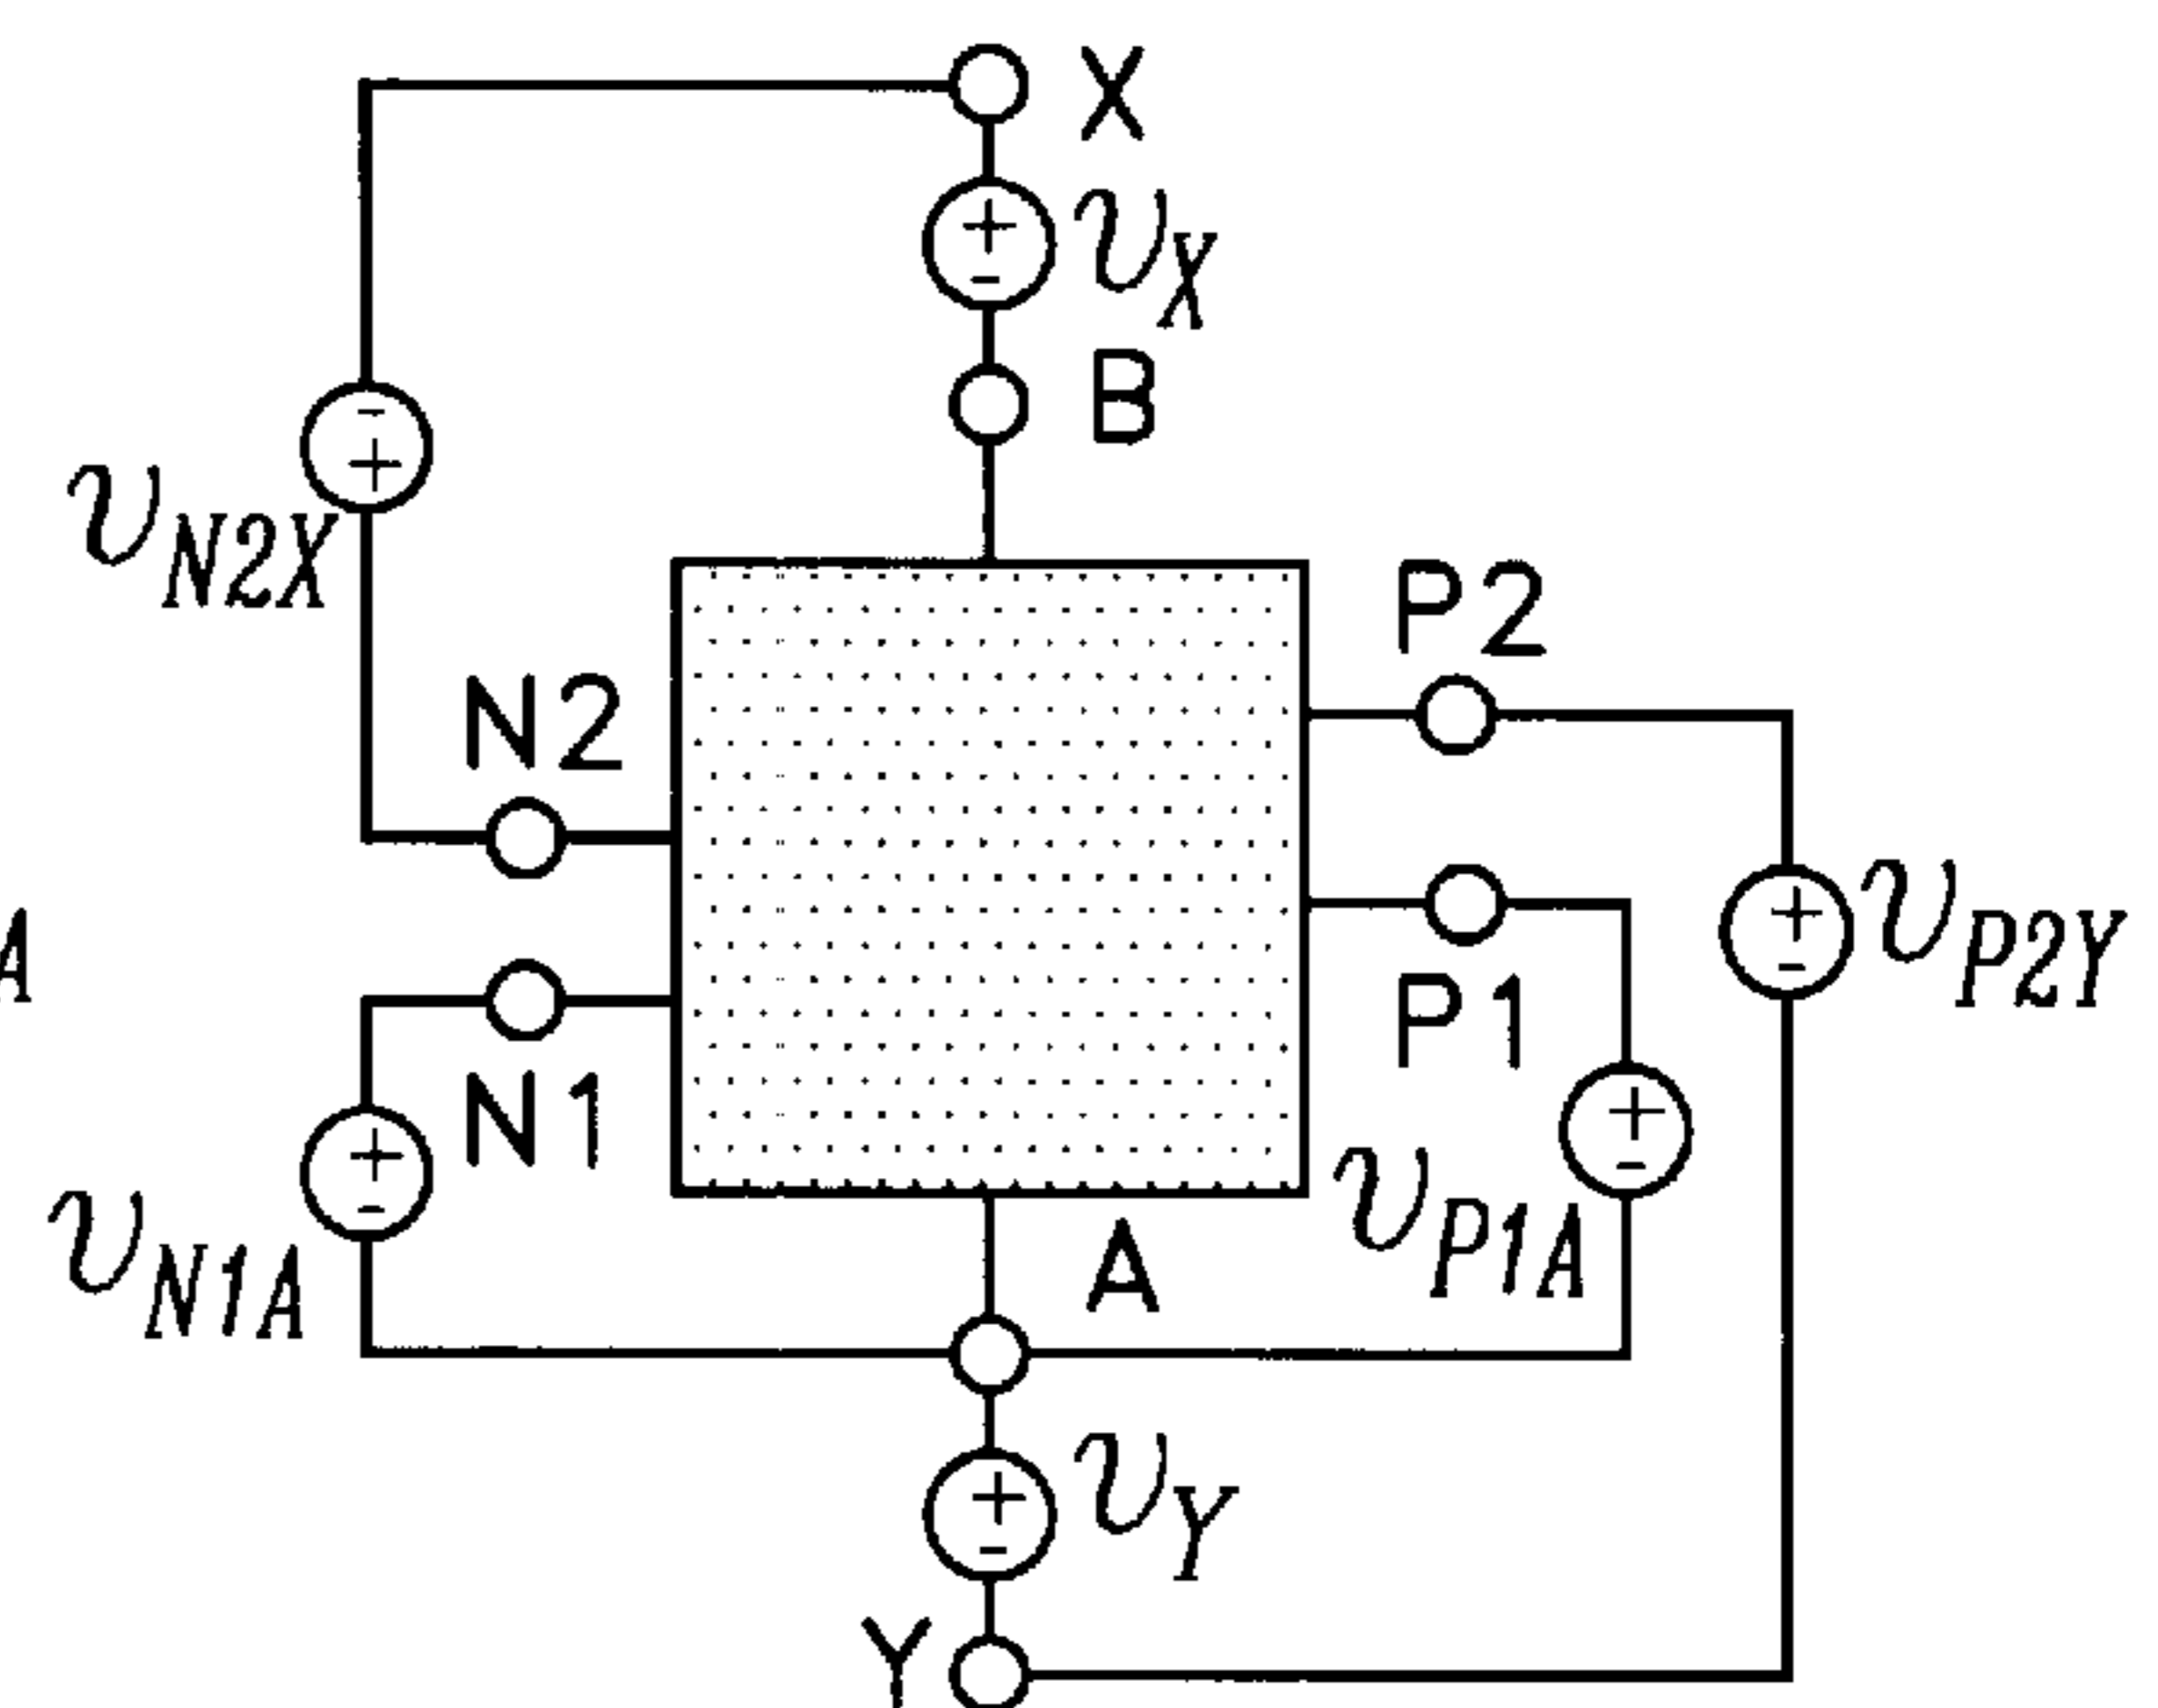 X
+
-
v_X
B
-
+
v_N2X
P2
N2
+
-
v_P2Y
A
P1
N1
+
-
v_N1A
+
-
v_P1A
A
+
-
v_Y
Y